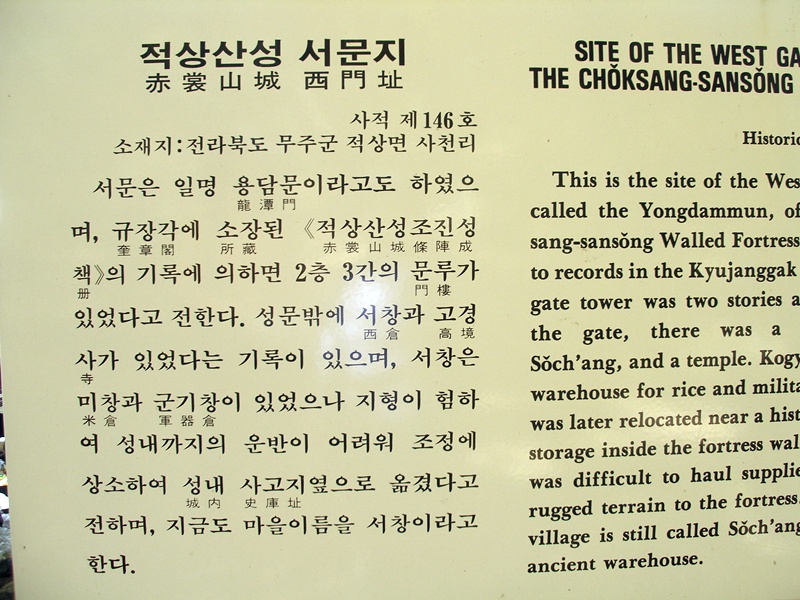 적상산성 서문지
赤裳山城 西門址
사적 제146호
소재지:전라북도 무주군 적상면 사천리
서문은 일명 용담문이라고도 하였으
龍潭門
며, 규장각에 소장된 《적상산성조진성
奎章閣 所藏 赤裳山城條陣成
책》의 기록에 의하면 2층 3간의 문루가
册 門樓
있었다고 전한다. 성문밖에 서창과 고경
西倉 高境
사가 있었다는 기록이 있으며, 서창은
寺
미창과 군기창이 있었으나 지형이 험하
米倉 軍器倉
여 성내까지의 운반이 어려워 조정에
상소하여 성내 사고지옆으로 옮겼다고
城内 史庫址
전하며, 지금도 마을이름을 서창이라고
한다.
SITE OF THE WEST GA
THE CHǑKSANG-SANSǑNG
Historic
This is the site of the Wes
called the Yongdammun, of
sang-sansǒng Walled Fortress
to records in the Kyujanggak
gate tower was two stories a
the gate, there was a
Sǒch'ang, and a temple. Kogy
warehouse for rice and milita
was later relocated near a hist
storage inside the fortress wal
was difficult to haul supplie
rugged terrain to the fortress.
village is still called Sǒch'ang
ancient warehouse.